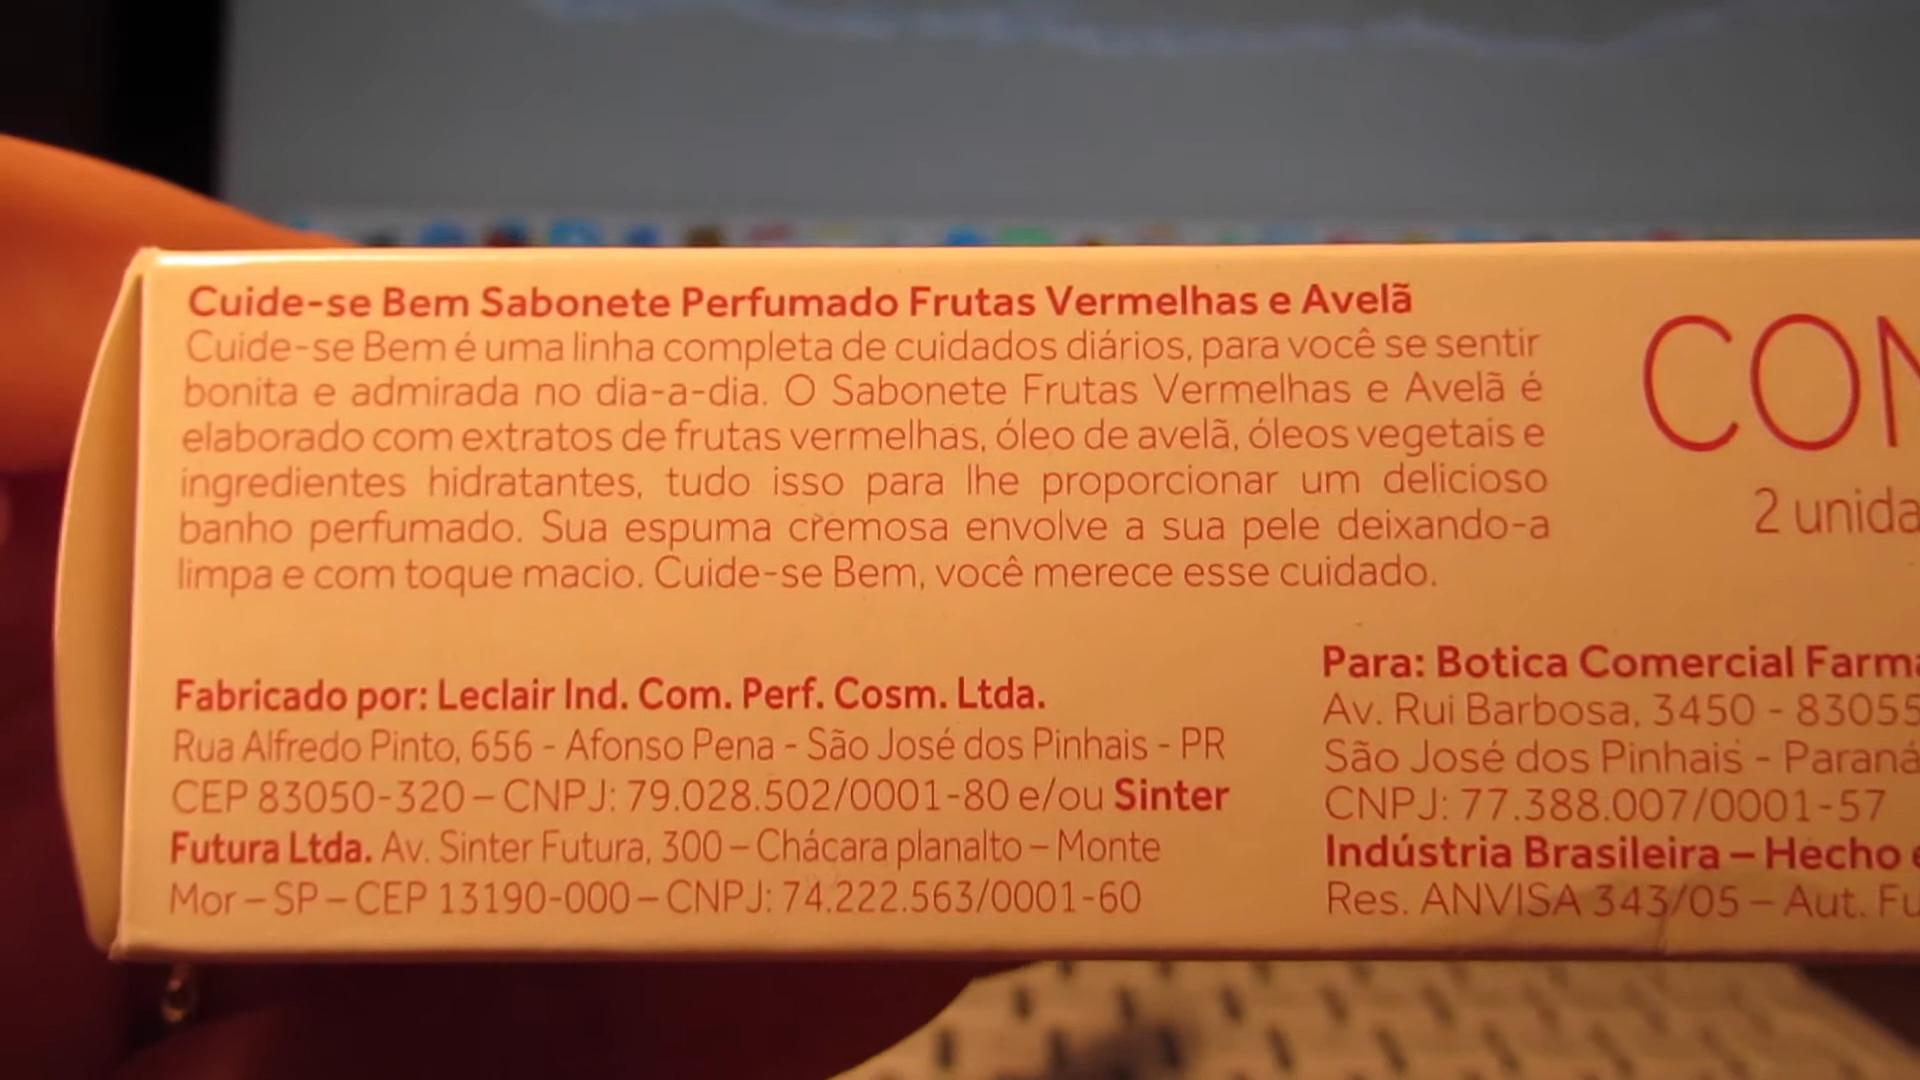 Cuide-se Bem Sabonete Perfumado Frutas Vermelhas e Avelã
Cuide-se Bem é uma linha completa de cuidados diários, para você se sentir
bonita e admirada no dia-a-dia. O Sabonete Frutas Vermelhas e Avelã é
elaborado com extratos de frutas vermelhas, óleo de avelã, óleos vegetais e
ingredientes hidratantes, tudo isso para lhe proporcionar um delicioso
banho perfumado. Sua espuma cremosa envolve a sua pele deixando-a
limpa e com toque macio. Cuide-se Bem, você merece esse cuidado.
2
Fabricado por: Leclair Ind. Com. Perf. Cosm. Ltda.
Rua Alfredo Pinto, 656 - Afonso Pena - São José dos Pinhais - PR
CEP 83050-320 – CNPJ: 79.028.502/0001-80 e/ou Sinter
Futura Ltda. Av. Sinter Futura, 300 – Chácara planalto – Monte
Mor – SP – CEP 13190-000 – CNPJ: 74.222.563/0001-60
Para: Botica Comercial
Av. Rui Barbosa, 3450 - 83055
São José dos Pinhais - Paraná
CNPJ: 77.388.007/0001-57
Indústria Brasileira – Hecho
Res. ANVISA 343/05 – Aut.